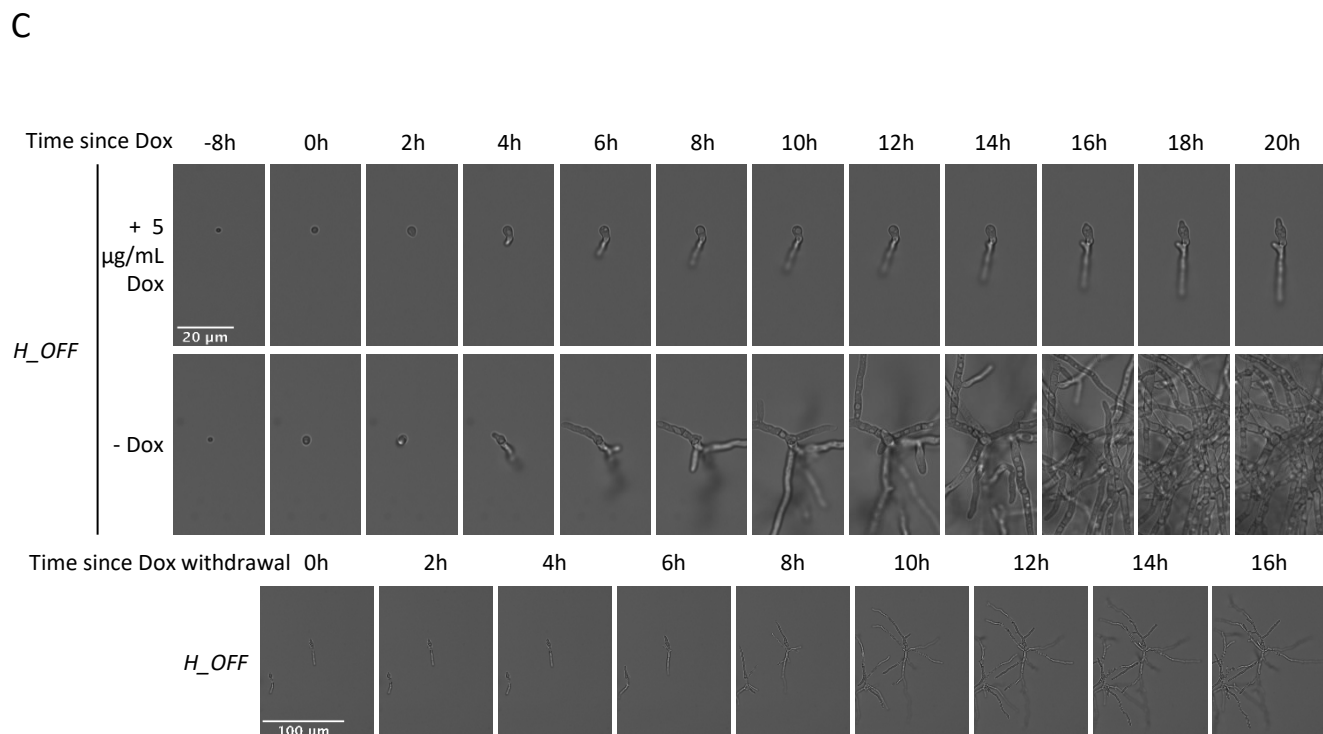 C
Time since Dox -8h 0h 2h 4h 6h 8h 10h 12h 14h 16h 18h 20h
+ 5
µg/mL
Dox
20 µm
H_OFF
- Dox
Time since Dox withdrawal 0h 2h 4h 6h 8h 10h 12h 14h 16h
H_OFF
100 µm